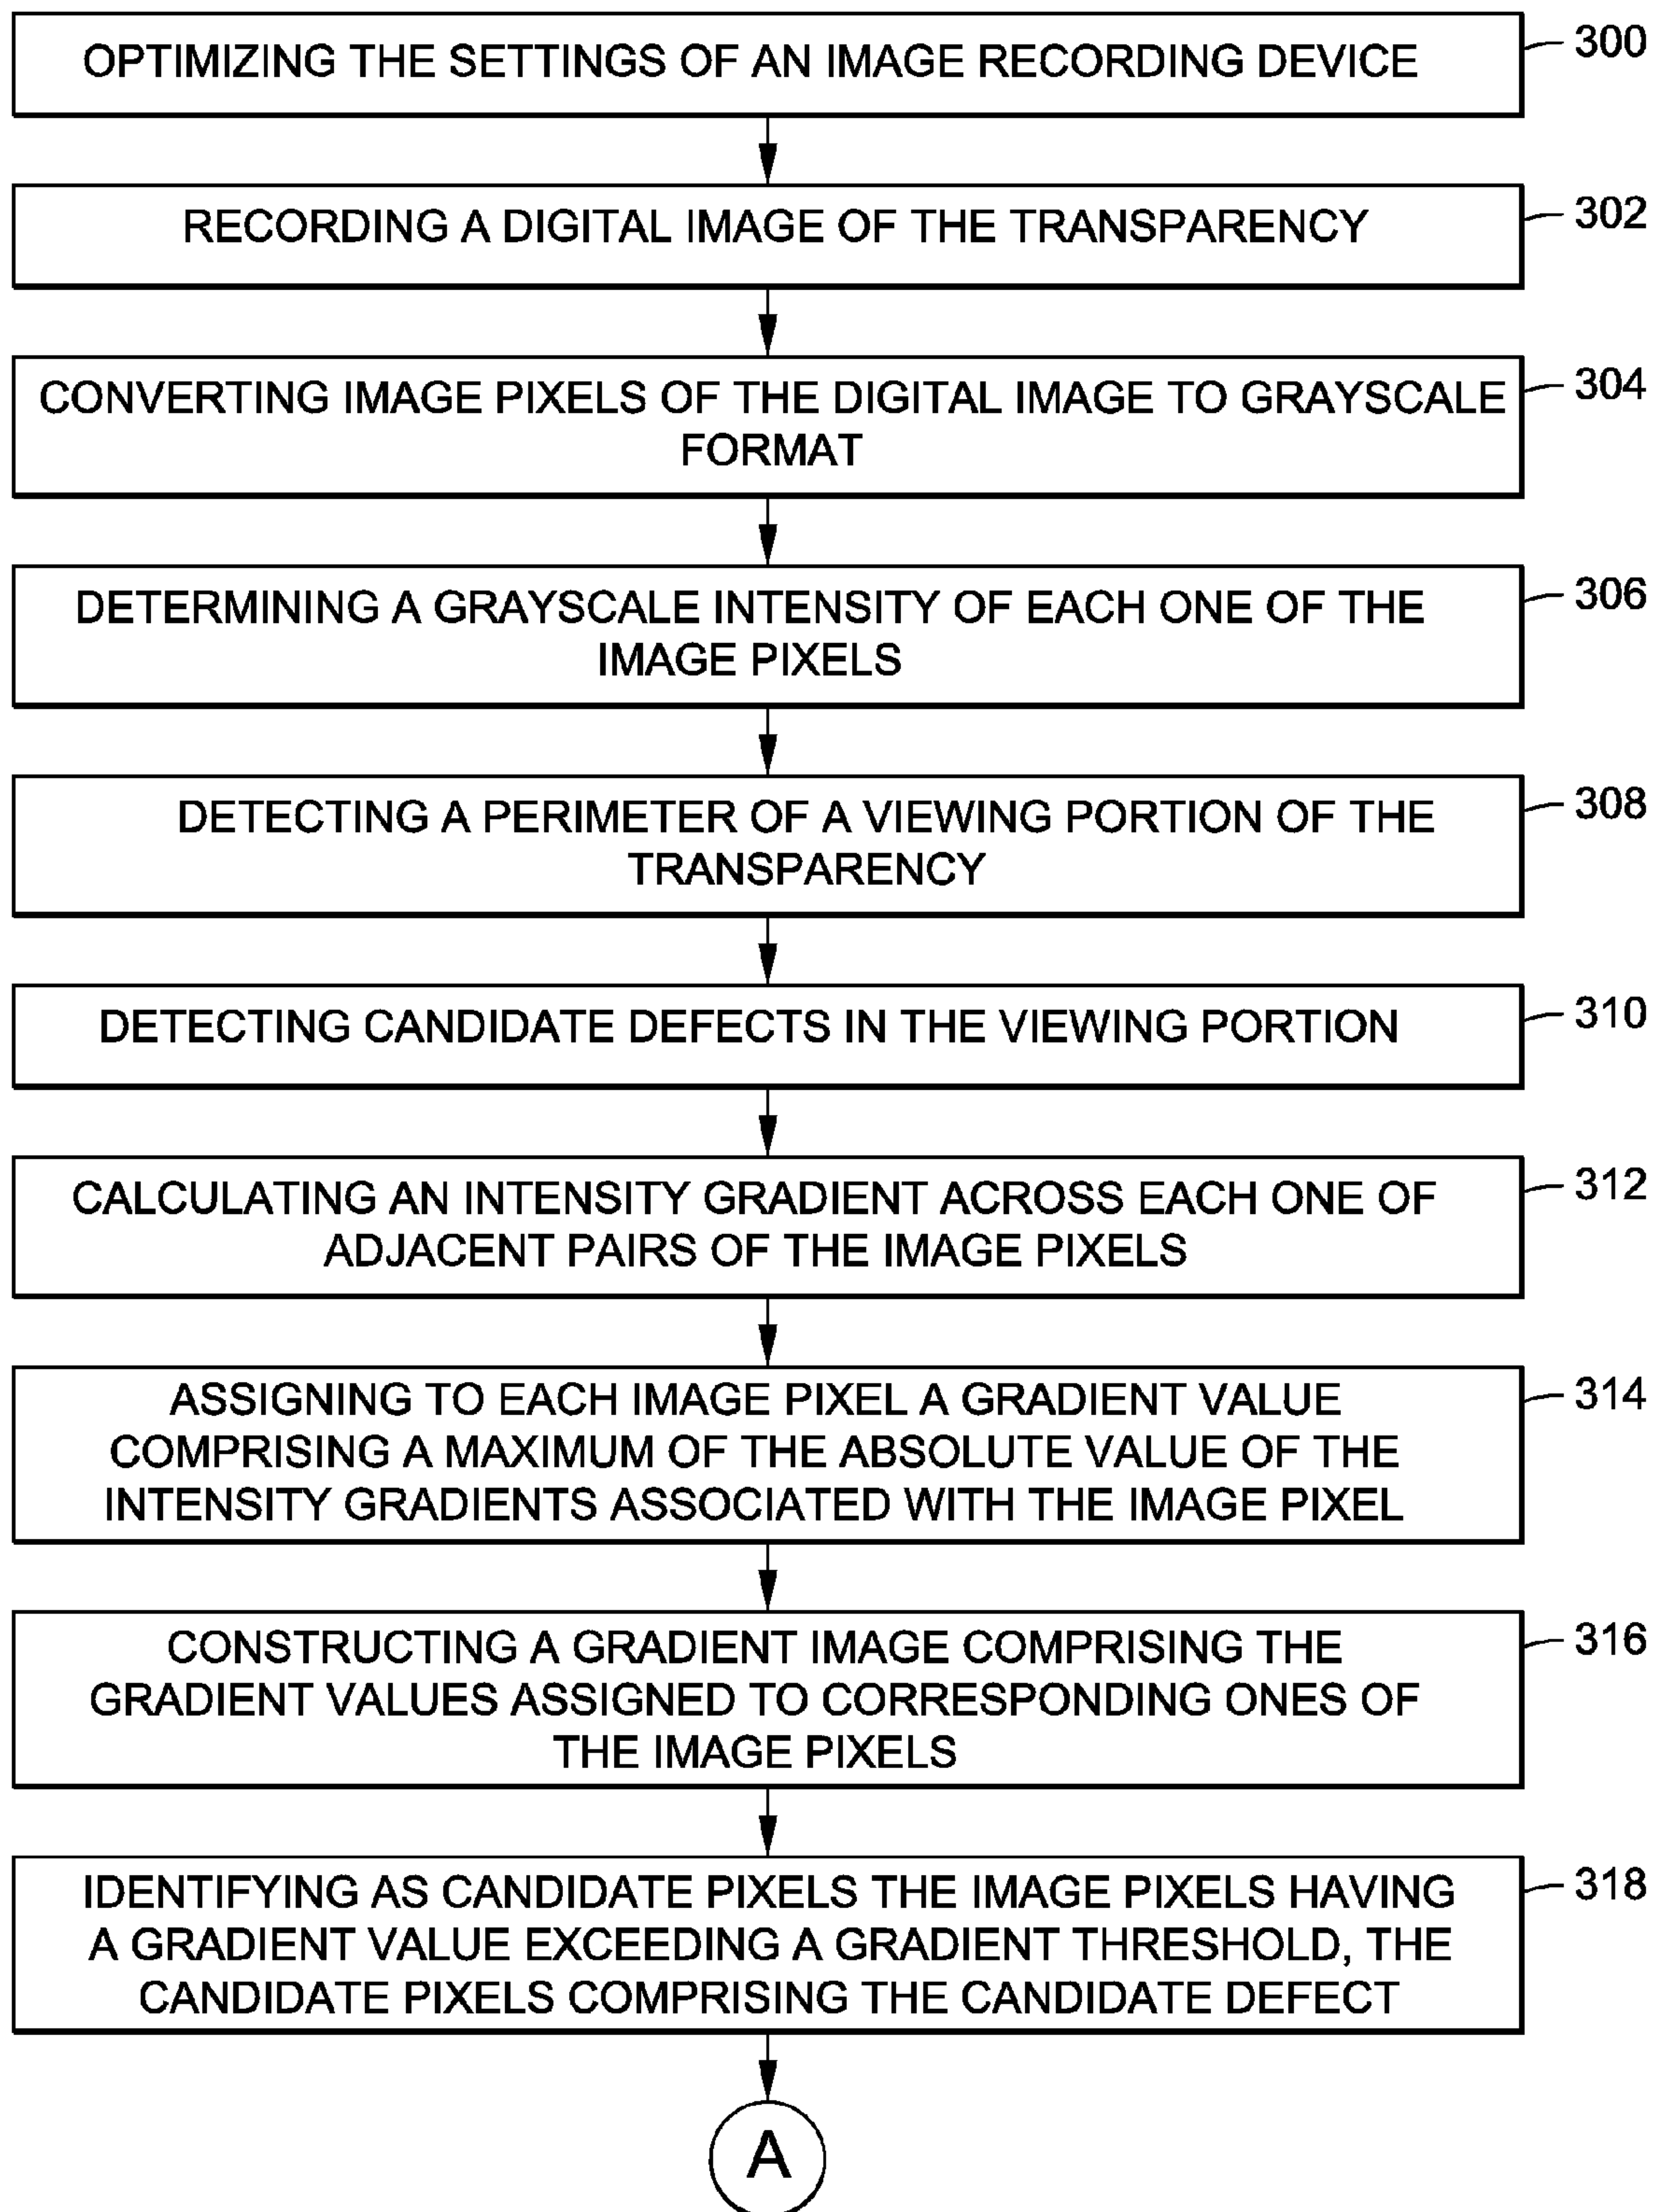 OPTIMIZING THE SETTINGS OF AN IMAGE RECORDING DEVICE
300
RECORDING A DIGITAL IMAGE OF THE TRANSPARENCY
302
CONVERTING IMAGE PIXELS OF THE DIGITAL IMAGE TO GRAYSCALE
FORMAT
304
DETERMINING A GRAYSCALE INTENSITY OF EACH ONE OF THE
IMAGE PIXELS
306
DETECTING A PERIMETER OF A VIEWING PORTION OF THE
TRANSPARENCY
308
DETECTING CANDIDATE DEFECTS IN THE VIEWING PORTION
310
CALCULATING AN INTENSITY GRADIENT ACROSS EACH ONE OF
ADJACENT PAIRS OF THE IMAGE PIXELS
312
ASSIGNING TO EACH IMAGE PIXEL A GRADIENT VALUE
COMPRISING A MAXIMUM OF THE ABSOLUTE VALUE OF THE
INTENSITY GRADIENTS ASSOCIATED WITH THE IMAGE PIXEL
314
CONSTRUCTING A GRADIENT IMAGE COMPRISING THE
GRADIENT VALUES ASSIGNED TO CORRESPONDING ONES OF
THE IMAGE PIXELS
316
IDENTIFYING AS CANDIDATE PIXELS THE IMAGE PIXELS HAVING
A GRADIENT VALUE EXCEEDING A GRADIENT THRESHOLD, THE
CANDIDATE PIXELS COMPRISING THE CANDIDATE DEFECT
318
A